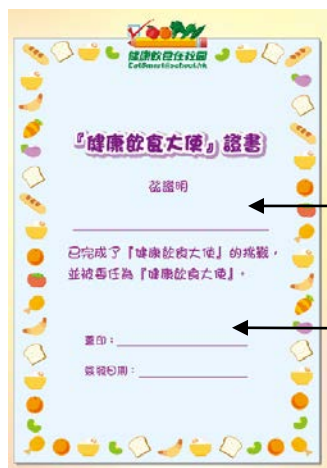 健康飲食在校園
EatSmartSchool.hk
『健康飲食大使』證書
茲證明
已完成了『健康飲食大使』的挑戰，
並被委任為『健康飲食大使』。
蓋印：
簽發日期：